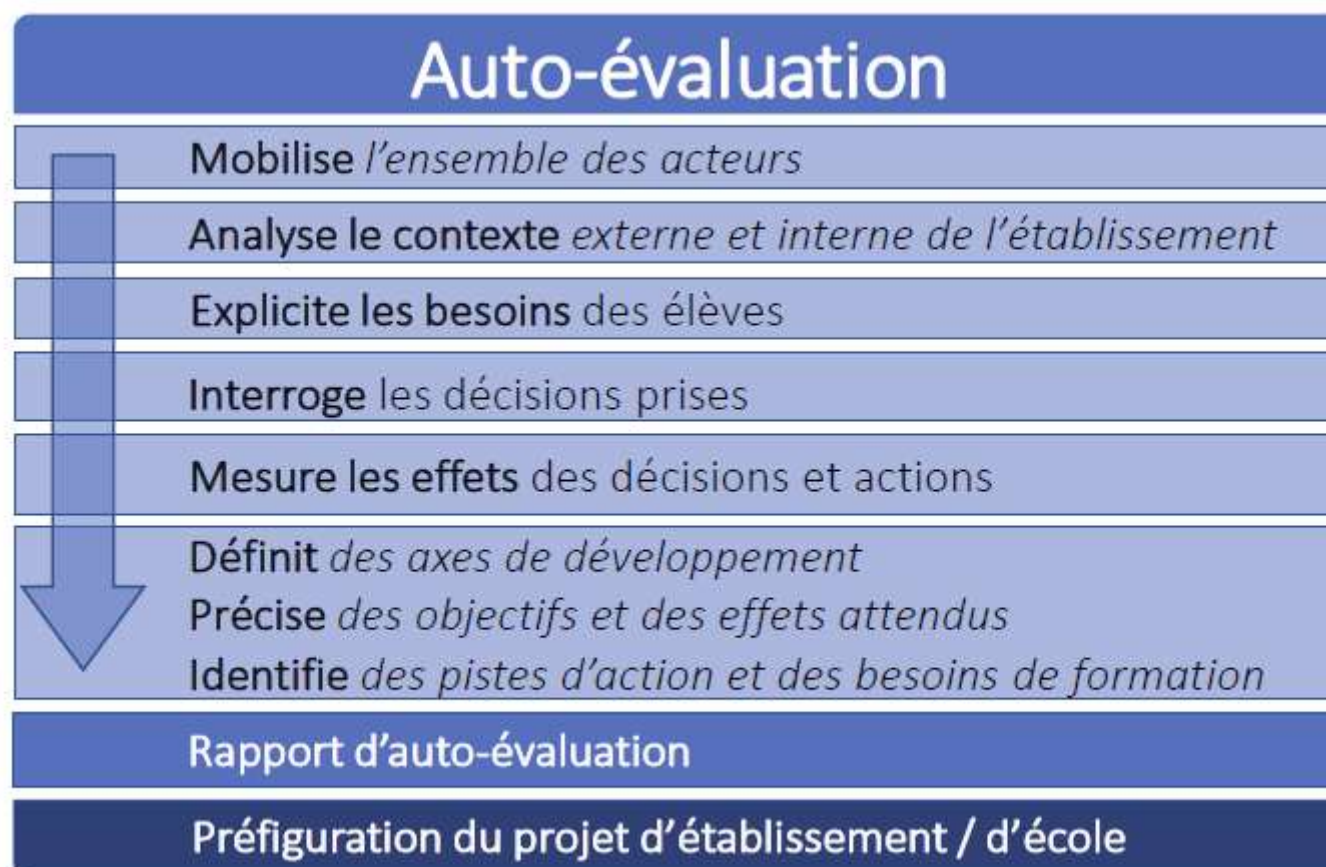 Auto-évaluation
Mobilise l’ensemble des acteurs
Analyse le contexte externe et interne de l’établissement
Explicite les besoins des élèves
Interroge les décisions prises
Mesure les effets des décisions et actions
Définit des axes de développement
Précise des objectifs et des effets attendus
Identifie des pistes d’action et des besoins de formation
Rapport d’auto-évaluation
Préfiguration du projet d’établissement / d’école